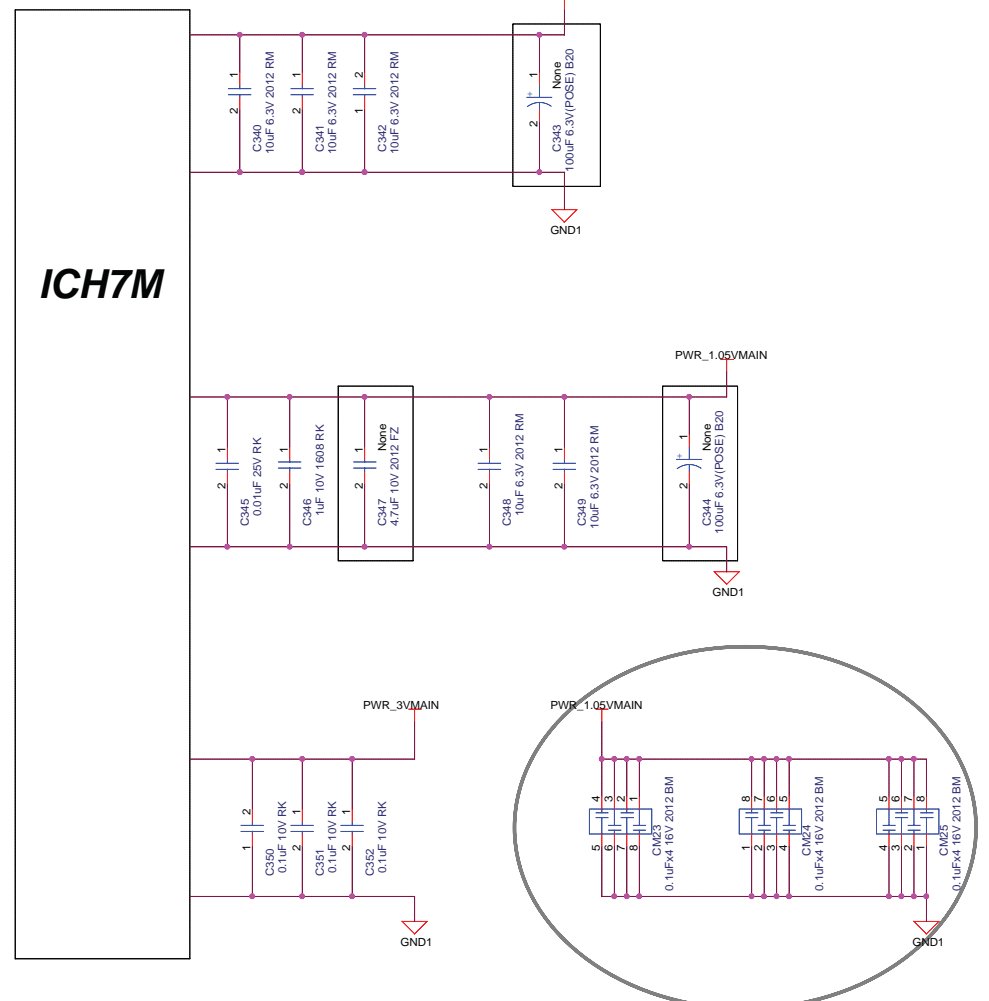 ICH7M
1
2
C340
10uF 6.3V 2012 RM
1
2
C341
10uF 6.3V 2012 RM
2
1
C342
10uF 6.3V 2012 RM
+
1
2
None
C343
100uF 6.3V(POSE) B20
GND1
PWR_1.05VMAIN
1
2
C345
0.01uF 25V RK
1
2
C346
1uF 10V 1608 RK
1
2
None
C347
4.7uF 10V 2012 FZ
1
2
C348
10uF 6.3V 2012 RM
1
2
C349
10uF 6.3V 2012 RM
+
1
2
None
C344
100uF 6.3V(POSE) B20
GND1
PWR_3VMAIN
2
1
C350
0.1uF 10V RK
1
2
C351
0.1uF 10V RK
1
2
C352
0.1uF 10V RK
GND1
PWR_1.05VMAIN
4 3 2 1
5 6 7 8
CM23
0.1uFx4 16V 2012 BM
8 7 6 5
1 2 3 4
CM24
0.1uFx4 16V 2012 BM
5 6 7 8
4 3 2 1
CM25
0.1uFx4 16V 2012 BM
GND1